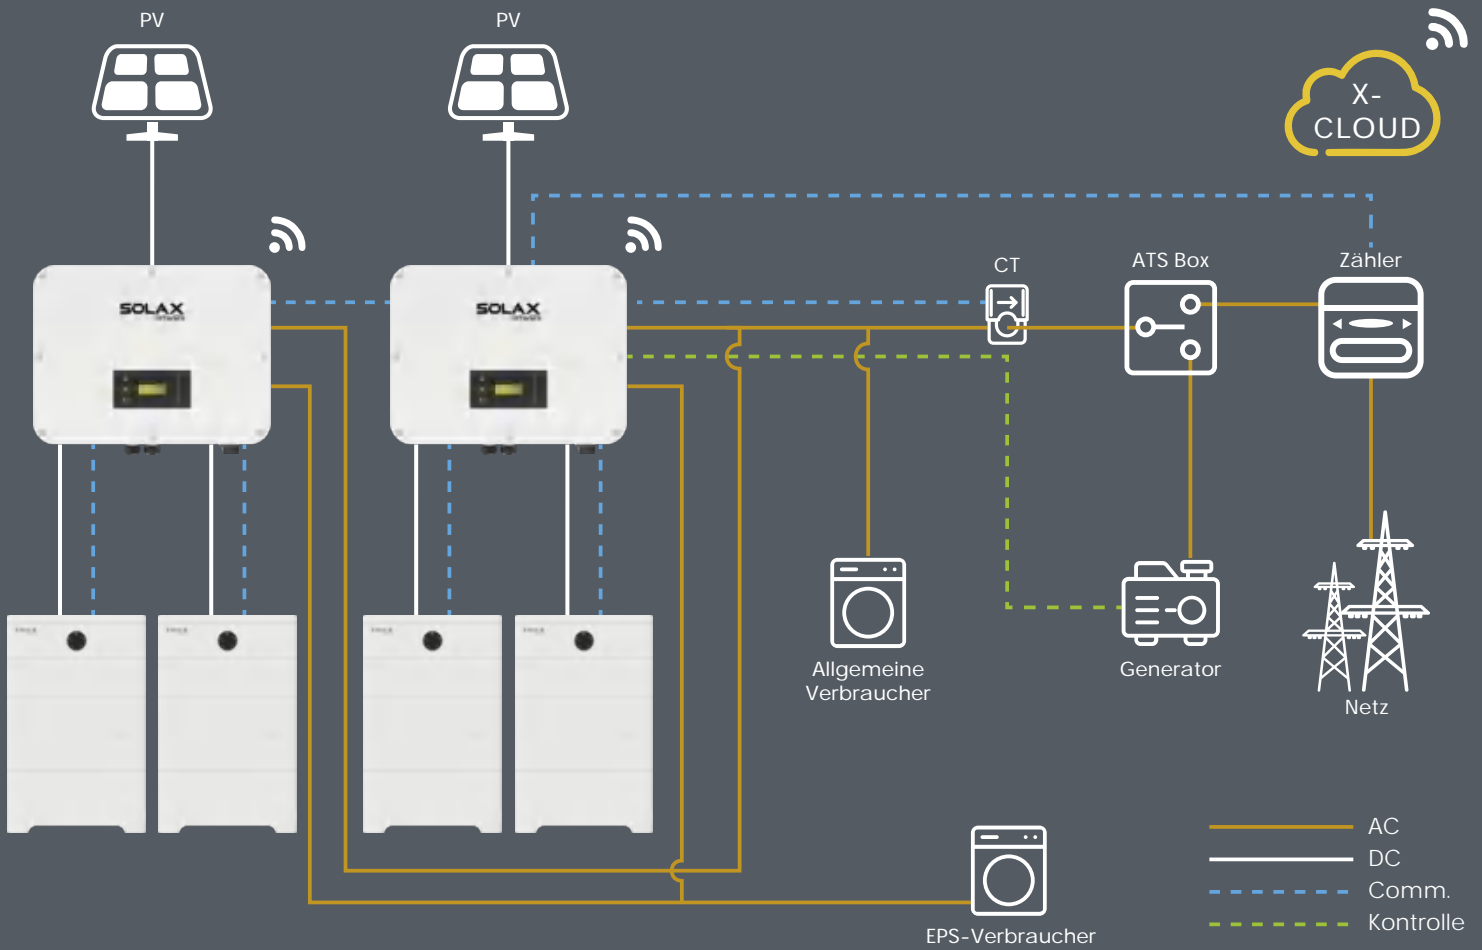 PV
PV
X-
CLOUD
CT
ATS Box
Zähler
SOLAX
SOLAX
Allgemeine
Verbraucher
Generator
Netz
AC
DC
Comm.
Kontrolle
EPS-Verbraucher